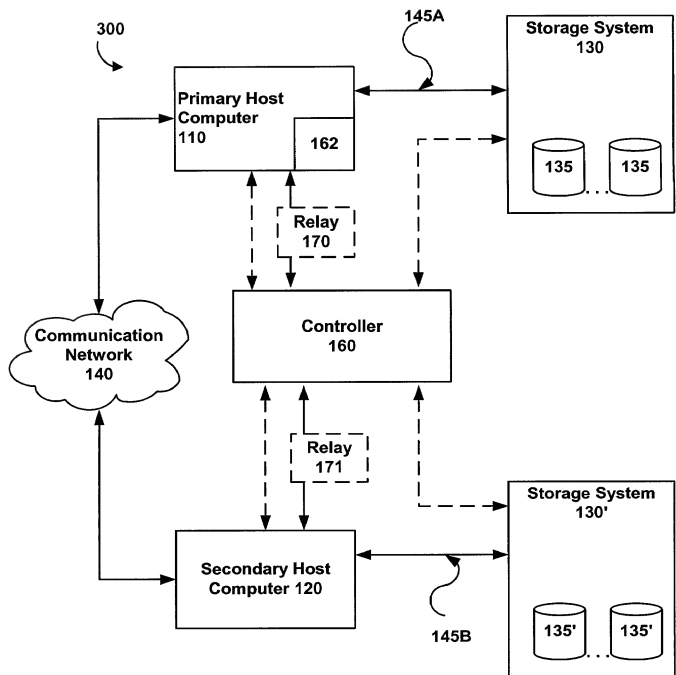 300
145A
Storage System
130
135
135
...
Primary Host
Computer
110
162
Relay
170
Controller
160
Communication
Network
140
Relay
171
Storage System
130'
135'
135'
...
Secondary Host
Computer 120
145B